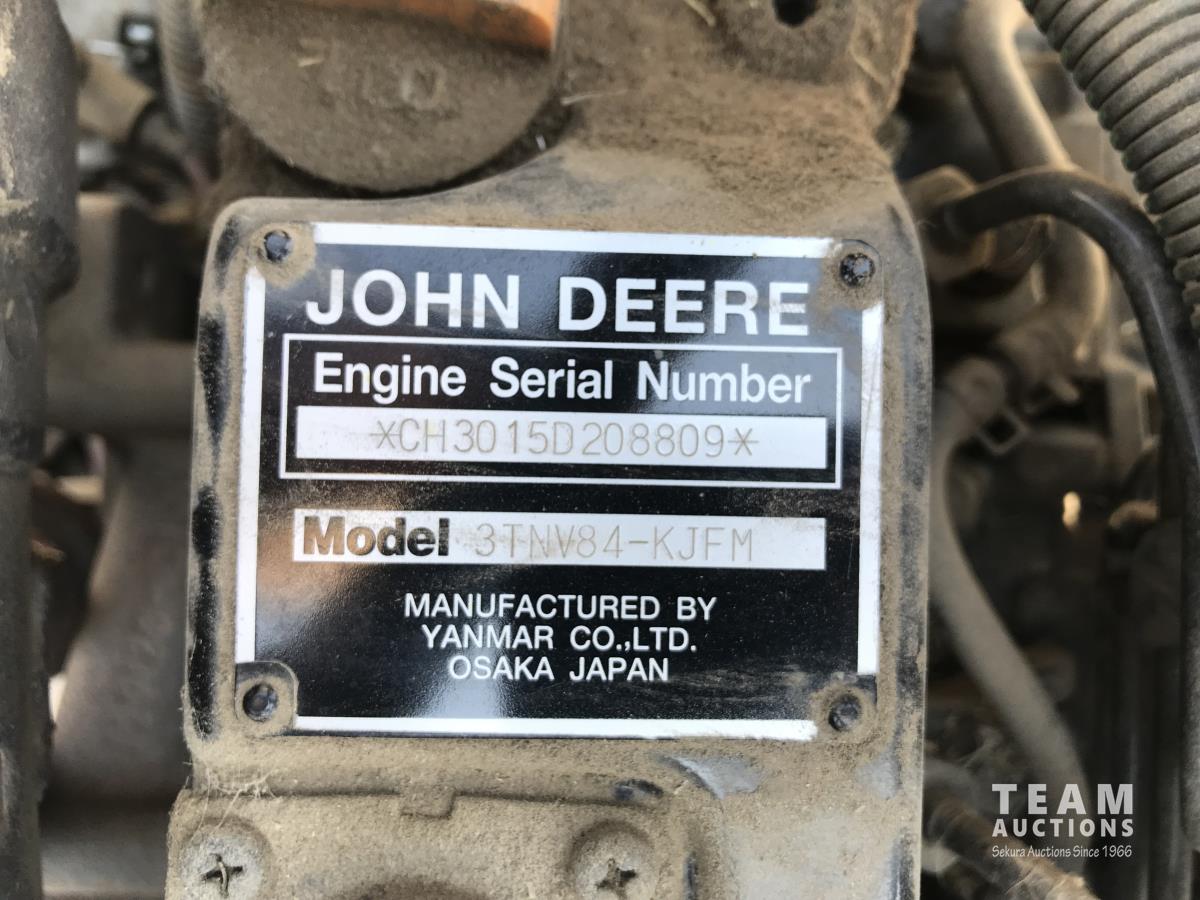 JOHN DEERE
Engine Serial Number
*CH3015D208809*
Model 3TNV84-KJFM
MANUFACTURED BY
YANMAR CO.,LTD.
OSAKA JAPAN
TEAM
AUCTIONS
Sekura Auctions Since 1966